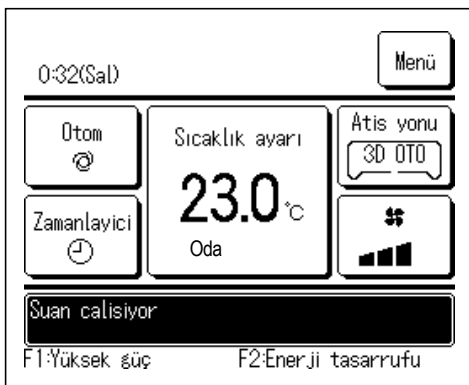 0:32(Sal)
Menü
Otom
Sıcaklık ayarı
Atis yonu
3D OTO
23.0 °C
Oda
Zamanlayici
Suan calisiyor
F1:Yüksek güç
F2:Enerji tasarrufu